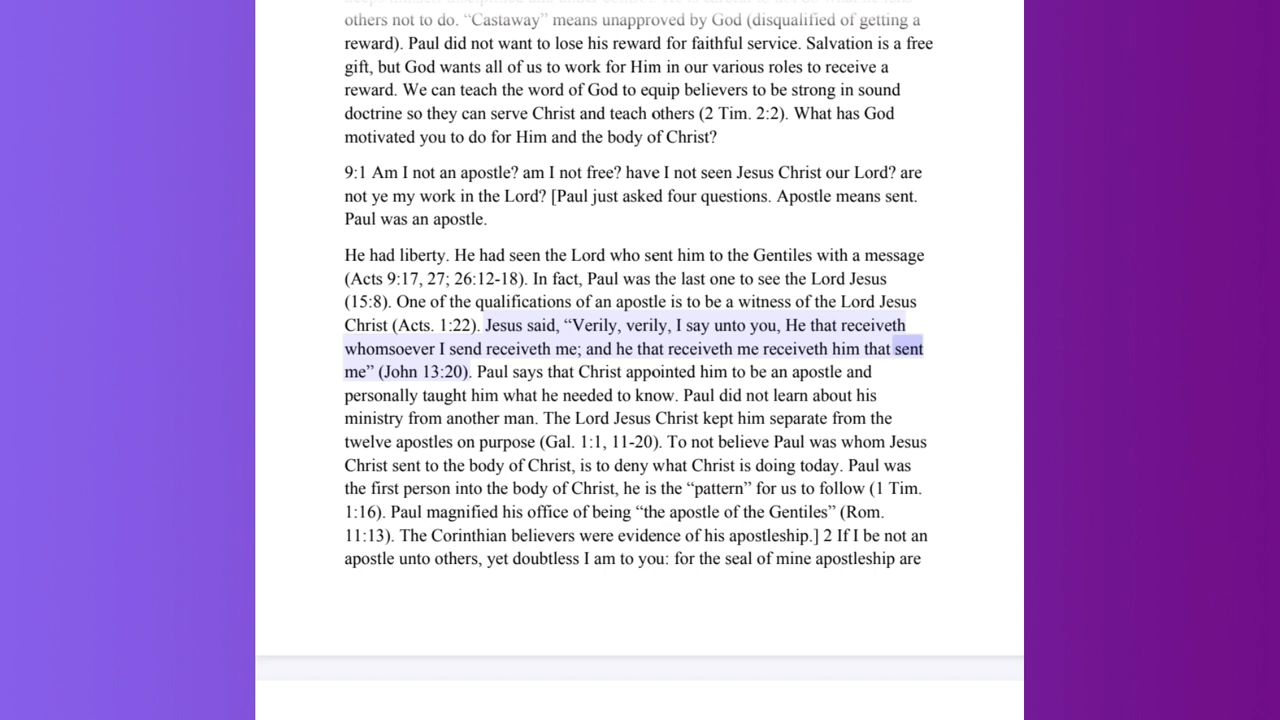 others not to do. “Castaway” means unapproved by God (disqualified of getting a
reward). Paul did not want to lose his reward for faithful service. Salvation is a free
gift, but God wants all of us to work for Him in our various roles to receive a
reward. We can teach the word of God to equip believers to be strong in sound
doctrine so they can serve Christ and teach others (2 Tim. 2:2). What has God
motivated you to do for Him and the body of Christ?
9:1 Am I not an apostle? am I not free? have I not seen Jesus Christ our Lord? are
not ye my work in the Lord? [Paul just asked four questions. Apostle means sent.
Paul was an apostle.
He had liberty. He had seen the Lord who sent him to the Gentiles with a message
(Acts 9:17, 27; 26:12-18). In fact, Paul was the last one to see the Lord Jesus
(15:8). One of the qualifications of an apostle is to be a witness of the Lord Jesus
Christ (Acts. 1:22). Jesus said, “Verily, verily, I say unto you, He that receiveth
whomsoever I send receiveth me; and he that receiveth me receiveth him that sent
me” (John 13:20). Paul says that Christ appointed him to be an apostle and
personally taught him what he needed to know. Paul did not learn about his
ministry from another man. The Lord Jesus Christ kept him separate from the
twelve apostles on purpose (Gal. 1:1, 11-20). To not believe Paul was whom Jesus
Christ sent to the body of Christ, is to deny what Christ is doing today. Paul was
the first person into the body of Christ, he is the “pattern” for us to follow (1 Tim.
1:16). Paul magnified his office of being “the apostle of the Gentiles” (Rom.
11:13). The Corinthian believers were evidence of his apostleship.] 2 If I be not an
apostle unto others, yet doubtless I am to you: for the seal of mine apostleship are